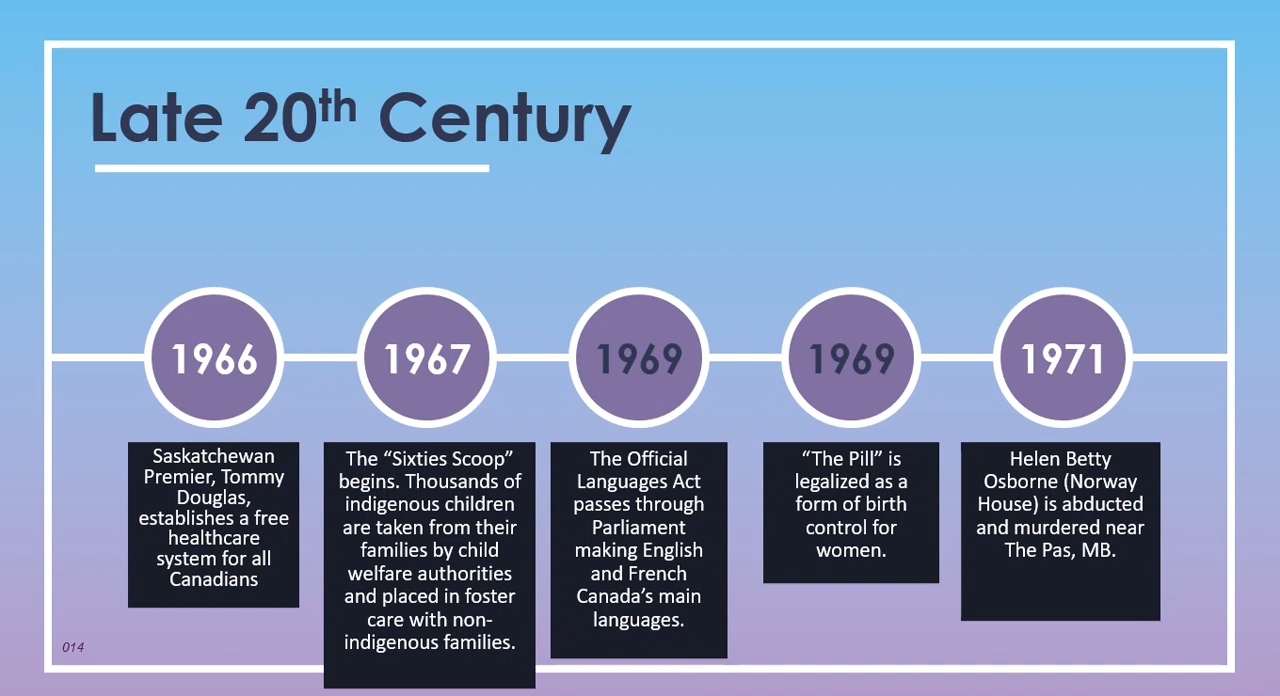 Late 20th Century
1966
1967
1969
1969
1971
Saskatchewan
Premier, Tommy
Douglas,
establishes a free
healthcare
system for all
Canadians
The “Sixties Scoop”
begins. Thousands of
indigenous children
are taken from their
families by child
welfare authorities
and placed in foster
care with non-
indigenous families.
The Official
Languages Act
passes through
Parliament
making English
and French
Canada’s main
languages.
“The Pill” is
legalized as a
form of birth
control for
women.
Helen Betty
Osborne (Norway
House) is abducted
and murdered near
The Pas, MB.
014